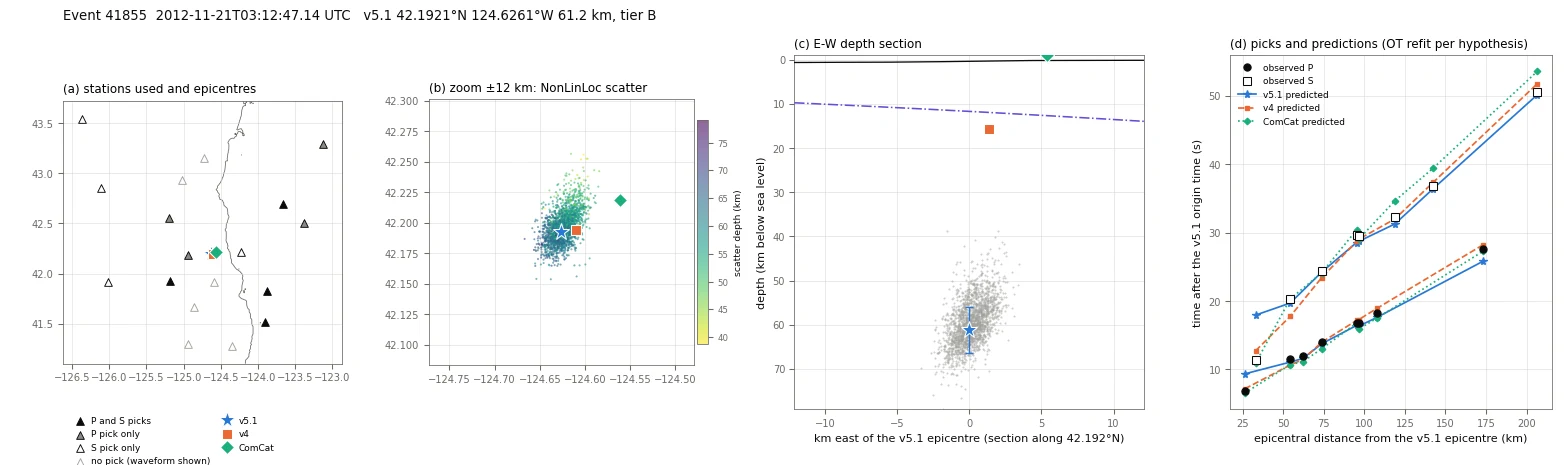 Event 41855  2012-11-21T03:12:47.14 UTC   v5.1 42.1921°N 124.6261°W 61.2 km, tier B
(a) stations used and epicentres
43.5
43.0
42.5
42.0
41.5
−126.5 −126.0 −125.5 −125.0 −124.5 −124.0 −123.5 −123.0
P and S picks
P pick only
S pick only
no pick (waveform shown)
v5.1
v4
ComCat
(b) zoom ±12 km: NonLinLoc scatter
42.300
42.275
42.250
42.225
42.200
42.175
42.150
42.125
42.100
−124.75 −124.70 −124.65 −124.60 −124.55 −124.50
75
70
65
60
55
50
45
40
scatter depth (km)
(c) E-W depth section
0
10
20
30
40
50
60
70
depth (km below sea level)
−10 −5 0 5 10
km east of the v5.1 epicentre (section along 42.192°N)
(d) picks and predictions (OT refit per hypothesis)
observed P
observed S
v5.1 predicted
v4 predicted
ComCat predicted
50
40
30
20
10
time after the v5.1 origin time (s)
25 50 75 100 125 150 175 200
epicentral distance from the v5.1 epicentre (km)